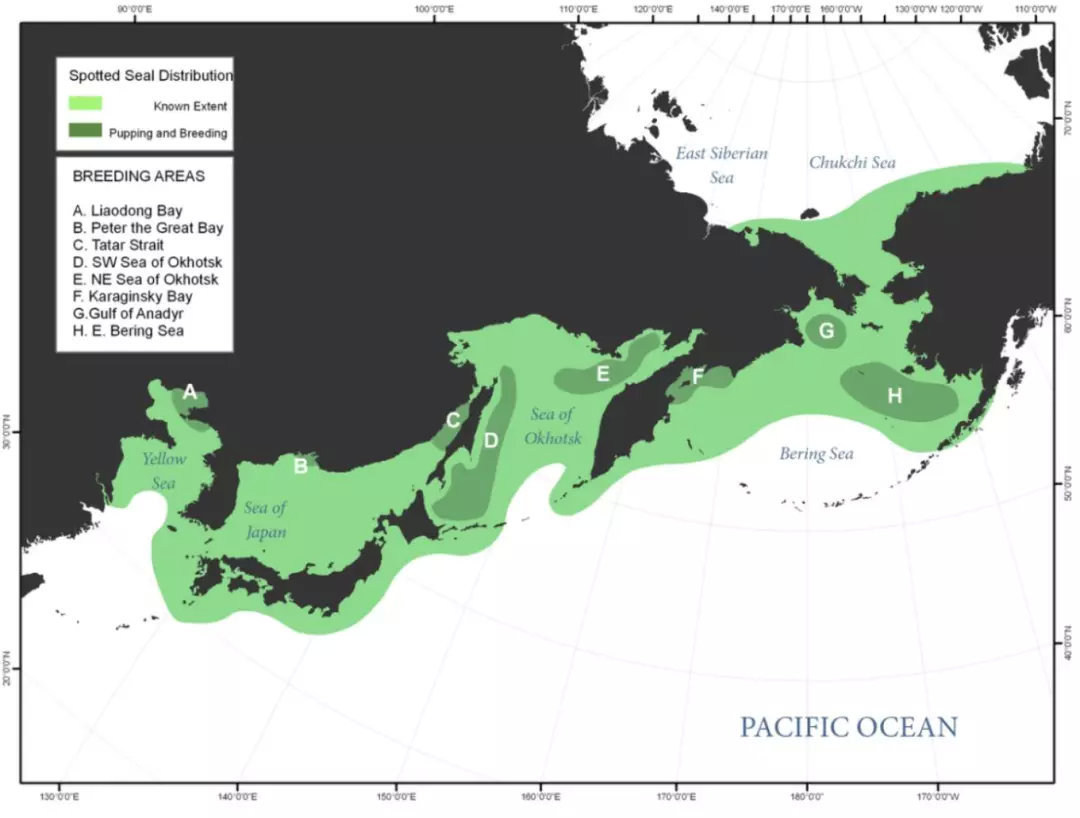 90°0'0"E 100°0'0"E 110°0'0"E 120°0'0"E 140°0'0"E 170°0'0"E 160°0'0"W 130°0'0"W 120°0'0"W 110°0'0"W
Spotted Seal Distribution
Known Extent
Pupping and Breeding
BREEDING AREAS
A. Liaodong Bay
B. Peter the Great Bay
C. Tatar Strait
D. SW Sea of Okhotsk
E. NE Sea of Okhotsk
F. Karaginsky Bay
G.Gulf of Anadyr
H. E. Bering Sea
East Siberian
Sea
Chukchi Sea
70°0'0"N
60°0'0"N
G
E
F
A
H
C
Sea of
Okhotsk
D
30°0'0"N
Yellow
Sea
B
Bering Sea
50°0'0"N
Sea of
Japan
40°0'0"N
20°0'0"N
PACIFIC OCEAN
130°0'0"E 140°0'0"E 150°0'0"E 160°0'0"E 170°0'0"E 180°0'0" 170°0'0"W